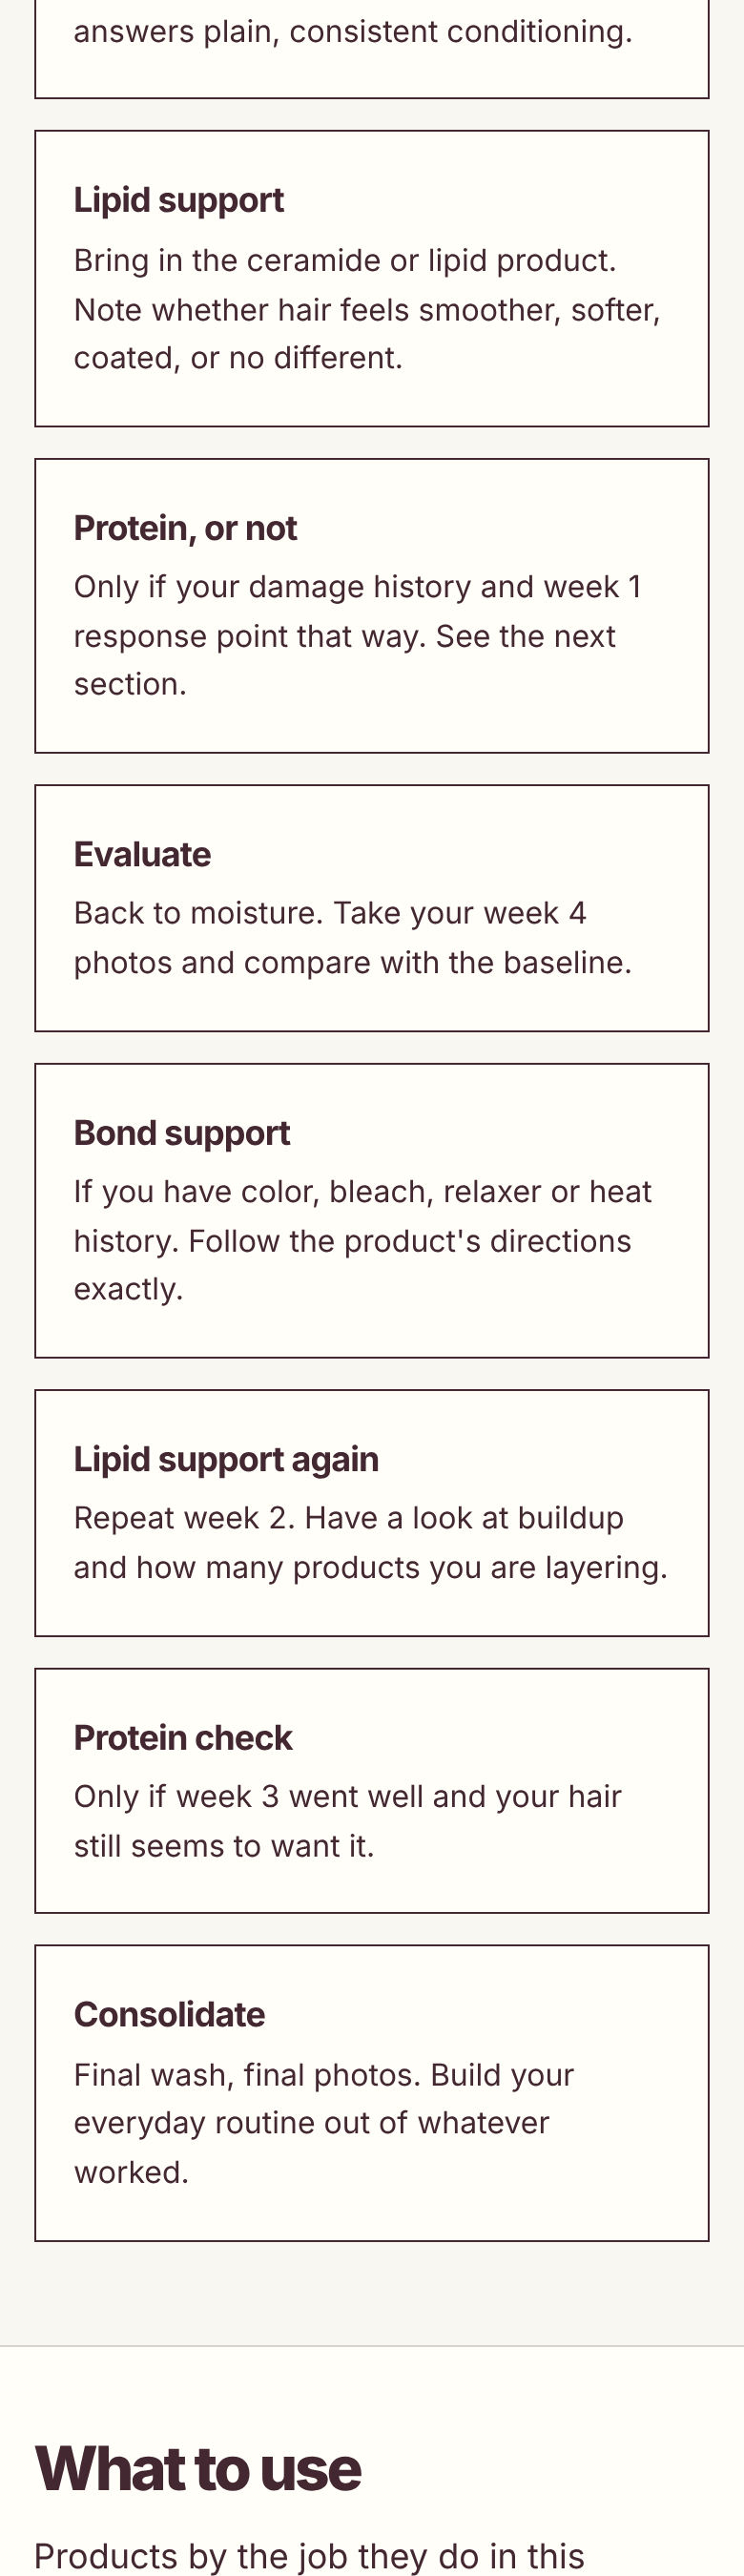 answers plain, consistent conditioning.
Lipid support
Bring in the ceramide or lipid product.
Note whether hair feels smoother, softer,
coated, or no different.
Protein, or not
Only if your damage history and week 1
response point that way. See the next
section.
Evaluate
Back to moisture. Take your week 4
photos and compare with the baseline.
Bond support
If you have color, bleach, relaxer or heat
history. Follow the product's directions
exactly.
Lipid support again
Repeat week 2. Have a look at buildup
and how many products you are layering.
Protein check
Only if week 3 went well and your hair
still seems to want it.
Consolidate
Final wash, final photos. Build your
everyday routine out of whatever
worked.
What to use
Products by the job they do in this